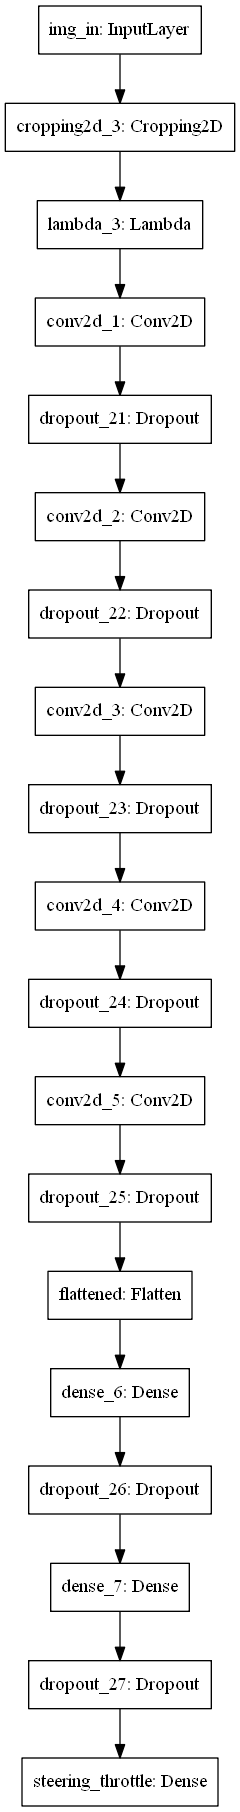 img_in: InputLayer
cropping2d_3: Cropping2D
lambda_3: Lambda
conv2d_1: Conv2D
dropout_21: Dropout
conv2d_2: Conv2D
dropout_22: Dropout
conv2d_3: Conv2D
dropout_23: Dropout
conv2d_4: Conv2D
dropout_24: Dropout
conv2d_5: Conv2D
dropout_25: Dropout
flattened: Flatten
dense_6: Dense
dropout_26: Dropout
dense_7: Dense
dropout_27: Dropout
steering_throttle: Dense